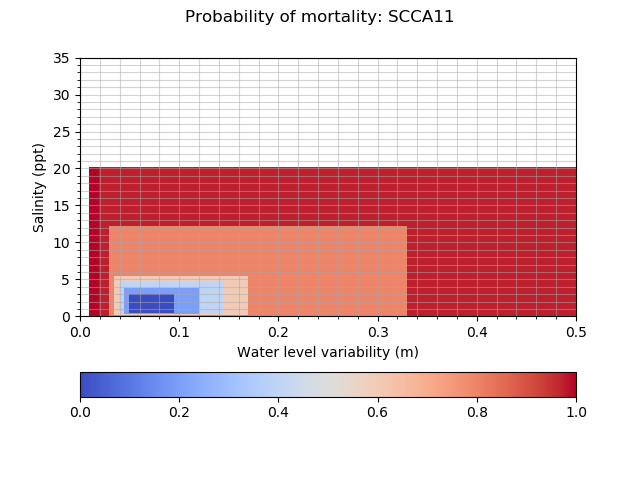 Probability of mortality: SCCA11
35
30
25
20
15
10
5
0
Salinity (ppt)
0.0 0.1 0.2 0.3 0.4 0.5
Water level variability (m)
0.0 0.2 0.4 0.6 0.8 1.0